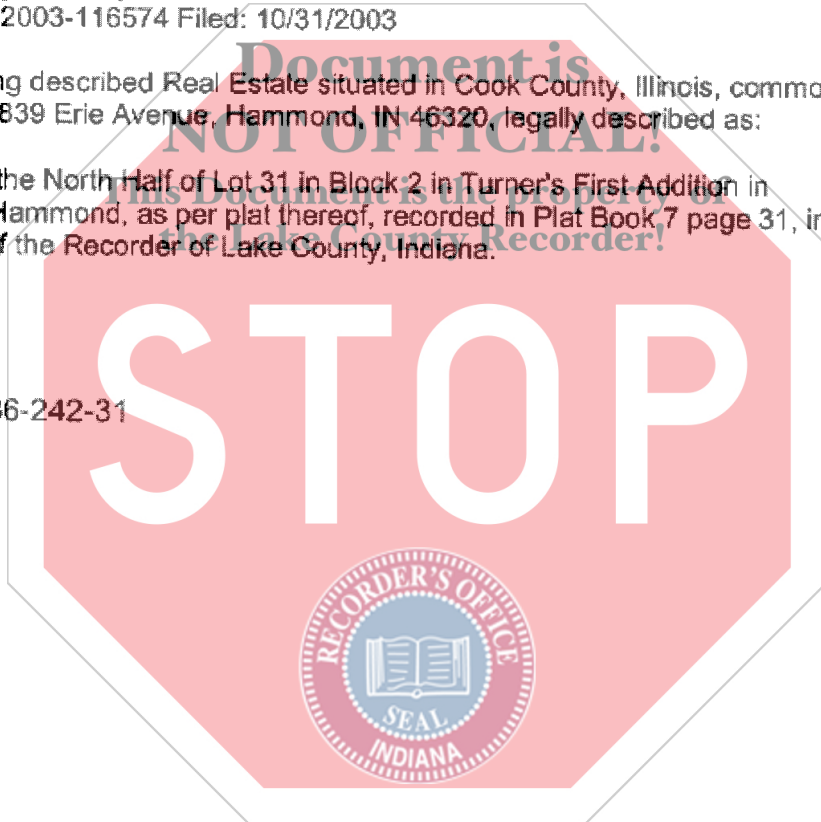 2003-116574 Filed: 10/31/2003
Document is
ng described Real Estate situated in Cook County, Illinois, commo
839 Erie Avenue, Hammond, IN 46320, legally described as:
NOT OFFICIAL!
the North Half of Lot 31 in Block 2 in Turner's First Addition in
This Document is the property of
Hammond, as per plat thereof, recorded in Plat Book 7 page 31, in
the Lake County Recorder!
f the Recorder of Lake County, Indiana.
6-242-31
STOP
RECORDER'S OFFICE
SEAL
INDIANA